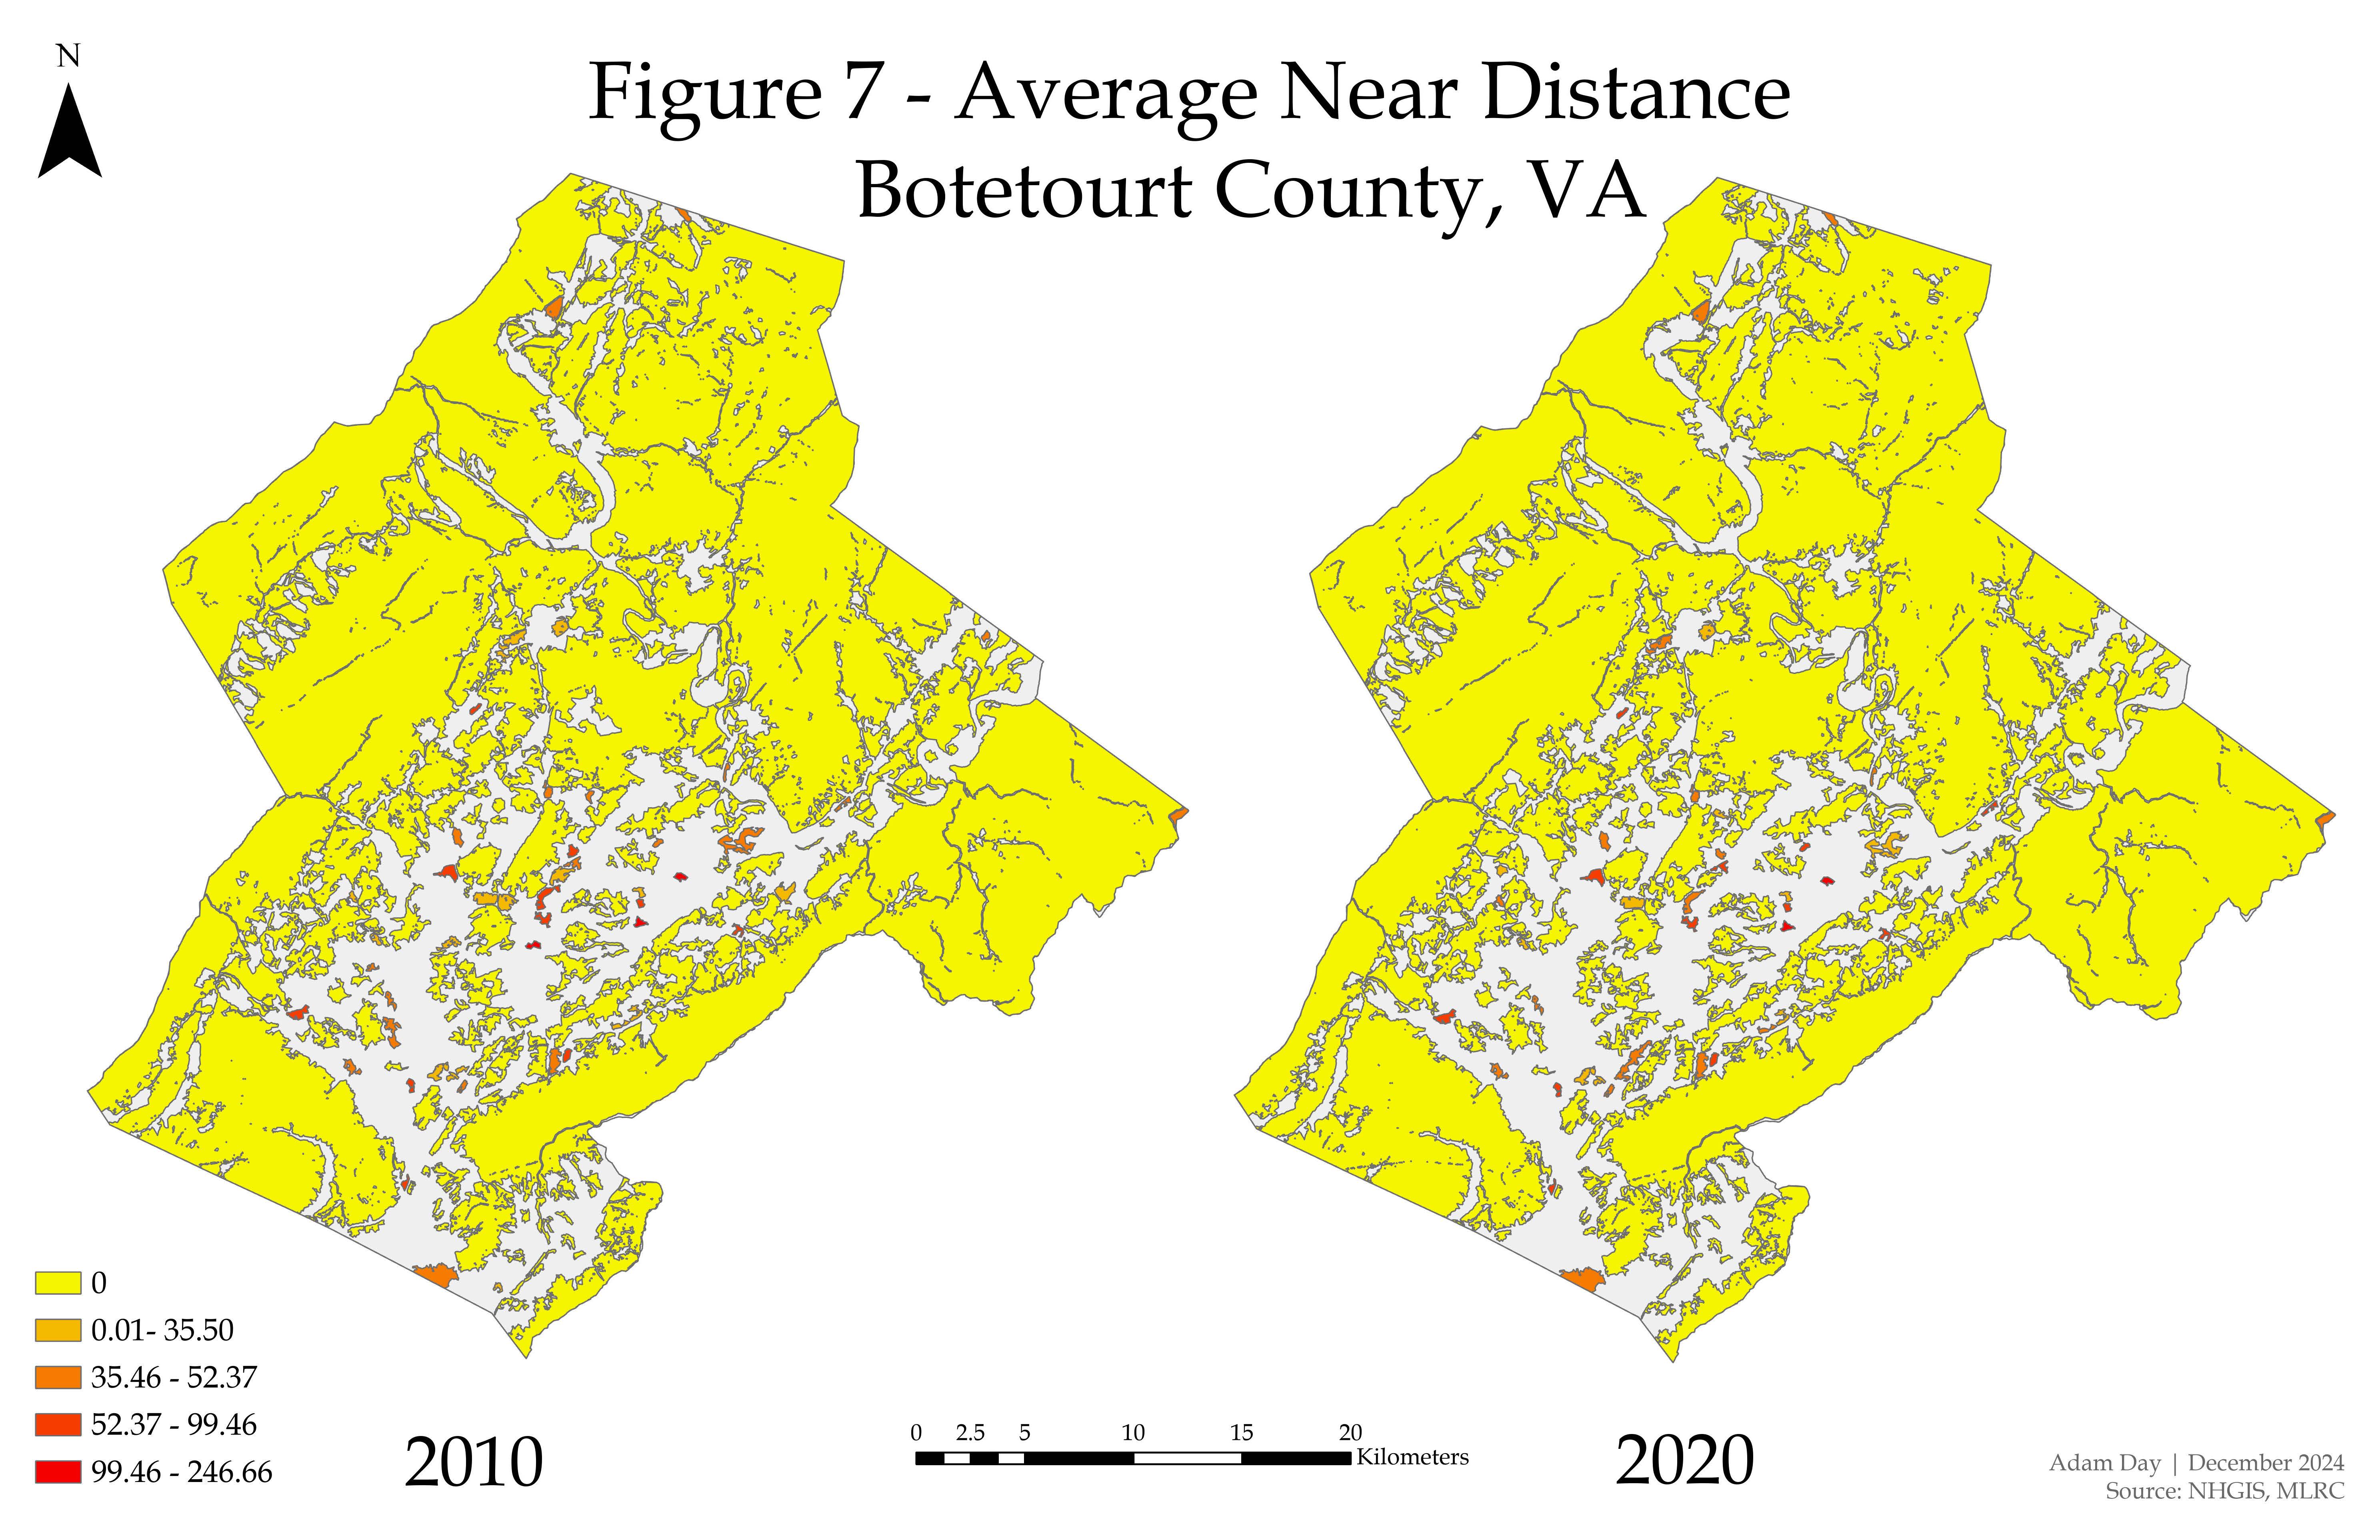 N
Figure 7 - Average Near Distance
Botetourt County, VA
0
0.01- 35.50
35.46 - 52.37
52.37 - 99.46
99.46 - 246.66
2010
0 2.5 5 10 15 20
Kilometers
2020
Adam Day | December 2024
Source: NHGIS, MLRC